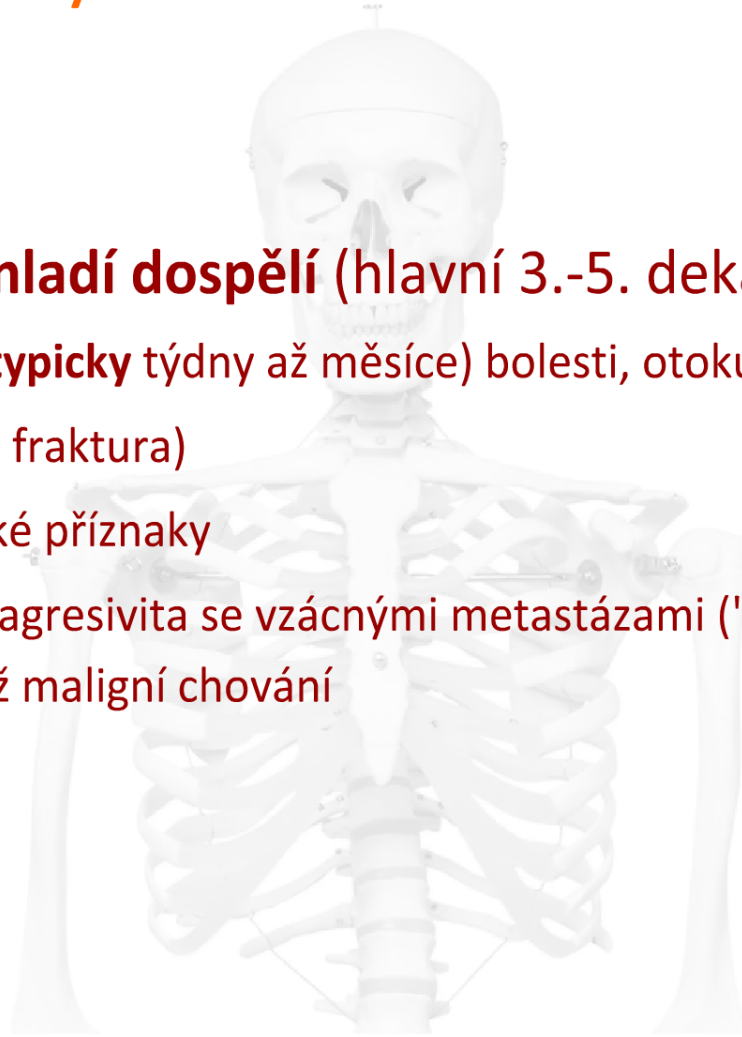 mladí dospělí (hlavní 3.-5. deká
typicky týdny až měsíce) bolesti, otoku
fraktura)
ké příznaky
agresivita se vzácnými metastázami ("
ž maligní chování